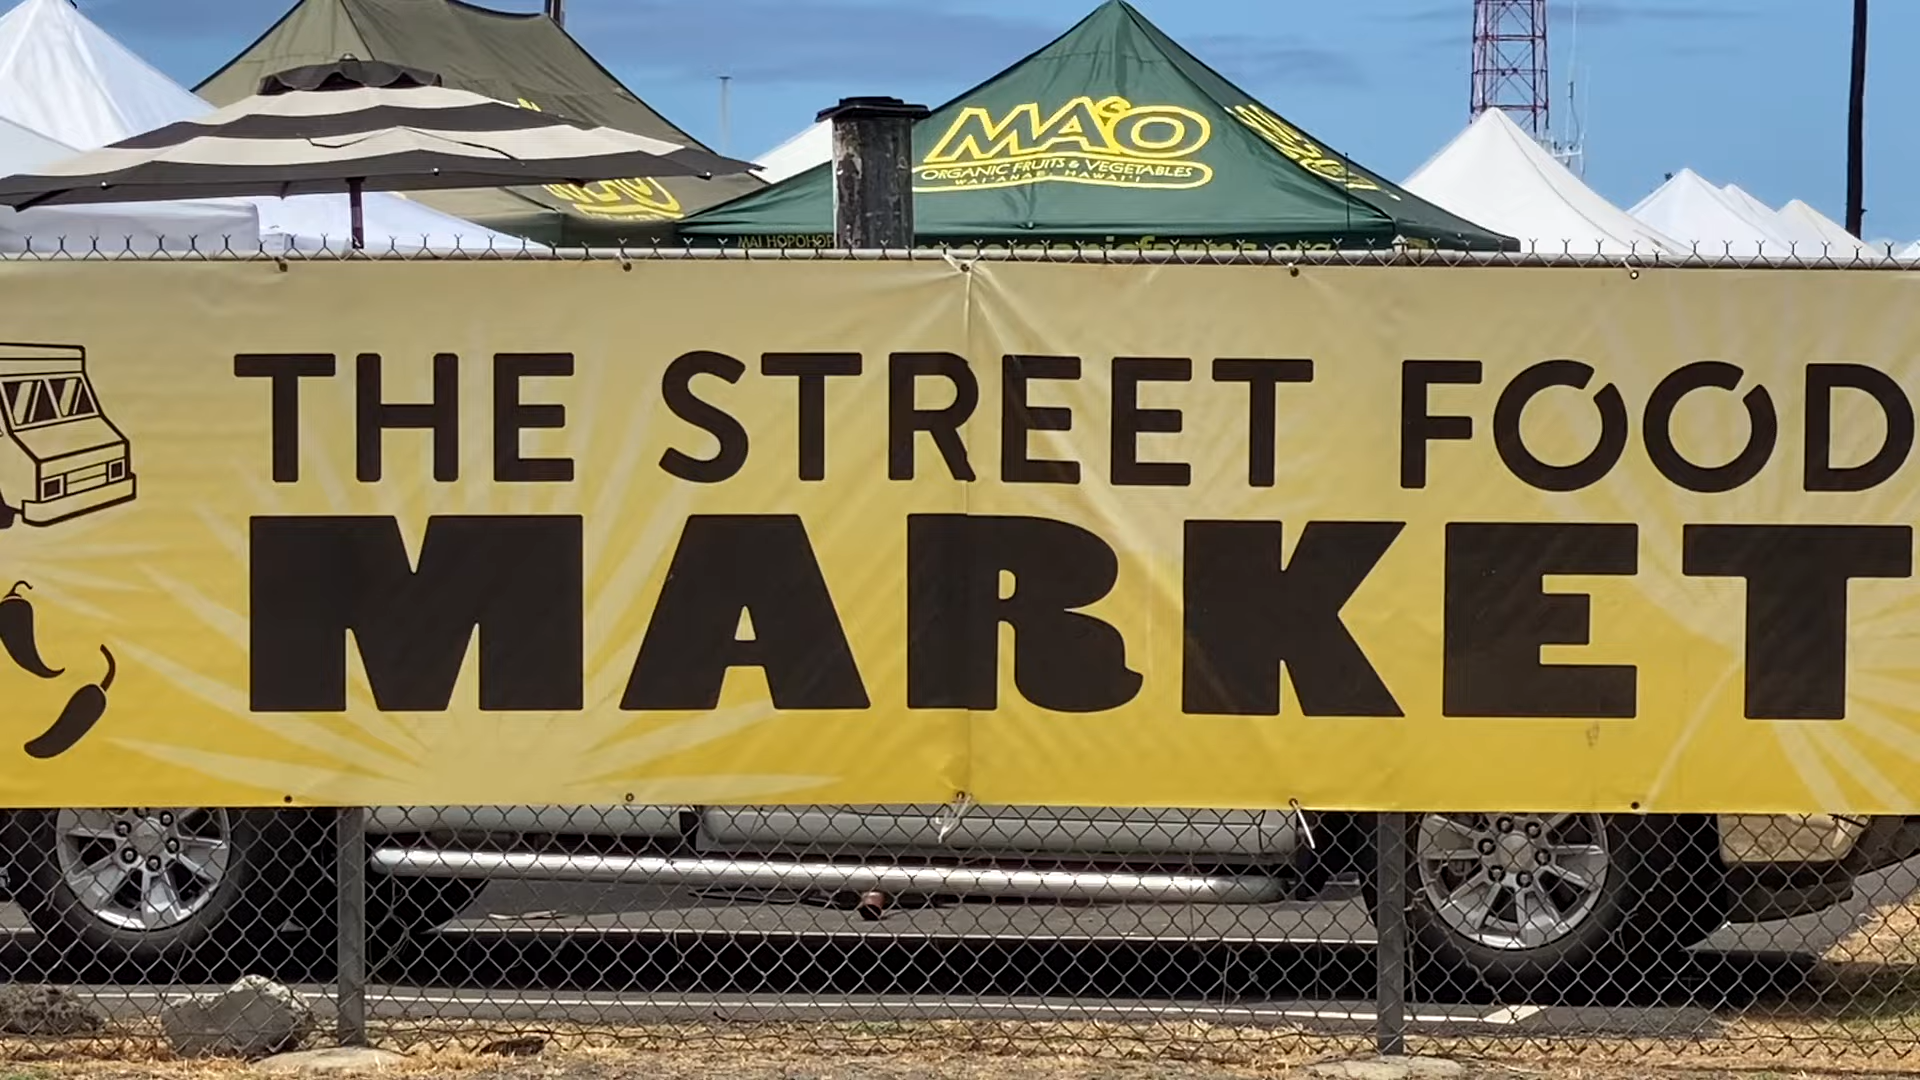 MA‘O
ORGANIC FRUITS & VEGETABLES
WAI‘ANAE, HAWAI‘I
THE STREET FOOD
MARKET